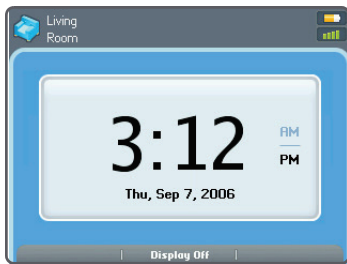 Living
Room
3:12
AM
PM
Thu, Sep 7, 2006
Display Off